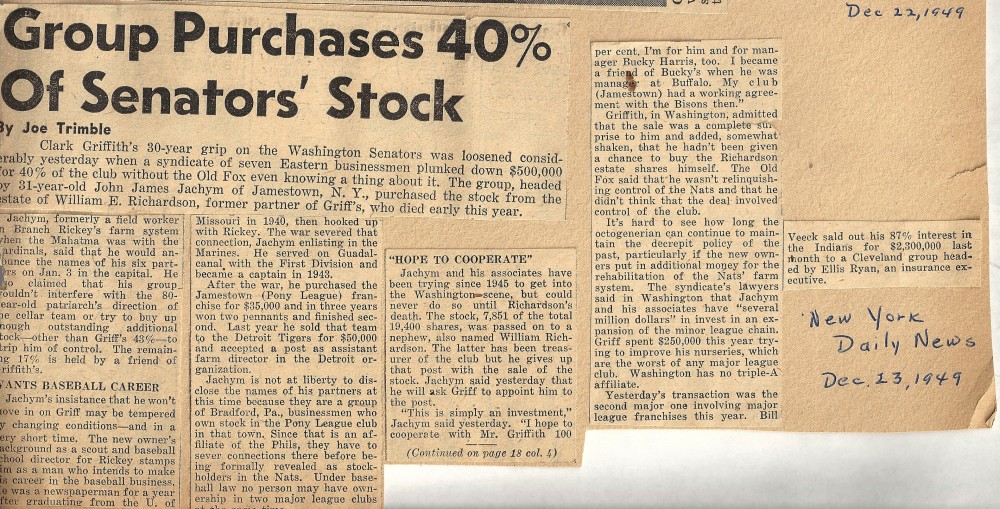 Dec 22, 1949
Group Purchases 40%
Of Senators' Stock
By Joe Trimble
Clark Griffith's 30-year grip on the Washington Senators was loosened consid-
erably yesterday when a syndicate of seven Eastern businessmen plunked down $500,000
for 40% of the club without the Old Fox even knowing a thing about it. The group, headed
by 31-year-old John James Jachym of Jamestown, N. Y., purchased the stock from the
estate of William E. Richardson, former partner of Griff's, who died early this year.
Jachym, formerly a field worker
in Branch Rickey's farm system
when the Mahatma was with the
Cardinals, said that he would an-
nounce the names of his six part-
ners on Jan. 3 in the capital. He
also claimed that his group
wouldn't interfere with the 80-
year-old patriarch's direction of
the cellar team or try to buy up
enough outstanding additional
stock—other than Griff's 43%—to
strip him of control. The remain-
ing 17% is held by a friend of
Griffith's.
WANTS BASEBALL CAREER
Jachym's insistance that he won't
move in on Griff may be tempered
by changing conditions—and in a
very short time. The new owner's
background as a scout and baseball
school director for Rickey stamps
him as a man who intends to make
his career in the baseball business.
He was a newspaperman for a year
after graduating from the U. of
Missouri in 1940, then hooked up
with Rickey. The war severed that
connection, Jachym enlisting in the
Marines. He served on Guadal-
canal with the First Division and
became a captain in 1943.
After the war, he purchased the
Jamestown (Pony League) fran-
chise for $35,000 and in three years
won two pennants and finished sec-
ond. Last year he sold that team
to the Detroit Tigers for $50,000
and accepted a post as assistant
farm director in the Detroit or-
ganization.
Jachym is not at liberty to dis-
close the names of his partners at
this time because they are a group
of Bradford, Pa., businessmen who
own stock in the Pony League club
in that town. Since that is an af-
filiate of the Phils, they have to
sever connections there before be-
ing formally revealed as stock-
holders in the Nats. Under base-
ball law no person may have own-
ership in two major league clubs
at the same time.
"HOPE TO COOPERATE"
Jachym and his associates have
been trying since 1945 to get into
the Washington scene, but could
never do so until Richardson's
death. The stock, 7,851 of the total
19,400 shares, was passed on to a
nephew, also named William Rich-
ardson. The latter has been treas-
urer of the club but he gives up
that post with the sale of the
stock. Jachym said yesterday that
he will ask Griff to appoint him to
the post.
"This is simply an investment,"
Jachym said yesterday. "I hope to
cooperate with Mr. Griffith 100
(Continued on page 18 col. 4)
per cent. I'm for him and for man-
ager Bucky Harris, too. I became
a friend of Bucky's when he was
manager at Buffalo. My club
(Jamestown) had a working agree-
ment with the Bisons then."
Griffith, in Washington, admitted
that the sale was a complete sur
prise to him and added, somewhat
shaken, that he hadn't been given
a chance to buy the Richardson
estate shares himself. The Old
Fox said that he wasn't relinquish-
ing control of the Nats and that he
didn't think that the deal involved
control of the club.
It's hard to see how long the
octogenerian can continue to main-
tain the decrepit policy of the
past, particularly if the new own-
ers put in additional money for the
rehabilitation of the Nats' farm
system. The syndicate's lawyers
said in Washington that Jachym
and his associates have "several
million dollars" in invest in an ex-
pansion of the minor league chain.
Griff spent $250,000 this year try-
ing to improve his nurseries, which
are the worst of any major league
club. Washington has no triple-A
affiliate.
Yesterday's transaction was the
second major one involving major
league franchises this year. Bill
Veeck said out his 87% interest in
the Indians for $2,300,000 last
month to a Cleveland group head-
ed by Ellis Ryan, an insurance ex-
ecutive.
New York
Daily News
Dec. 23, 1949